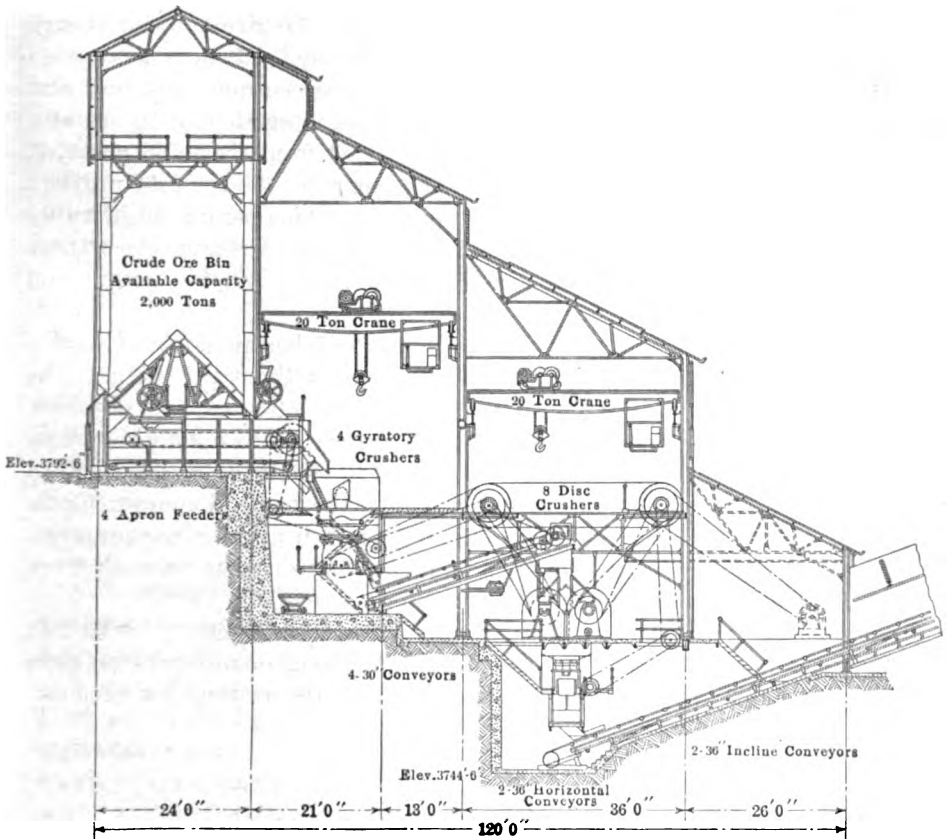 Crude Ore Bin
Avaliable Capacity
2,000 Tons
20 Ton Crane
20 Ton Crane
4 Gyratory
Crushers
Elev.3792'-6"
8 Disc
Crushers
4 Apron Feeders
4-30" Conveyors
2-36" Incline Conveyors
Elev.3744'-6"
2-36" Horizontal
Conveyors
24'0" 21'0" 13'0" 36'0" 26'0"
120'0"